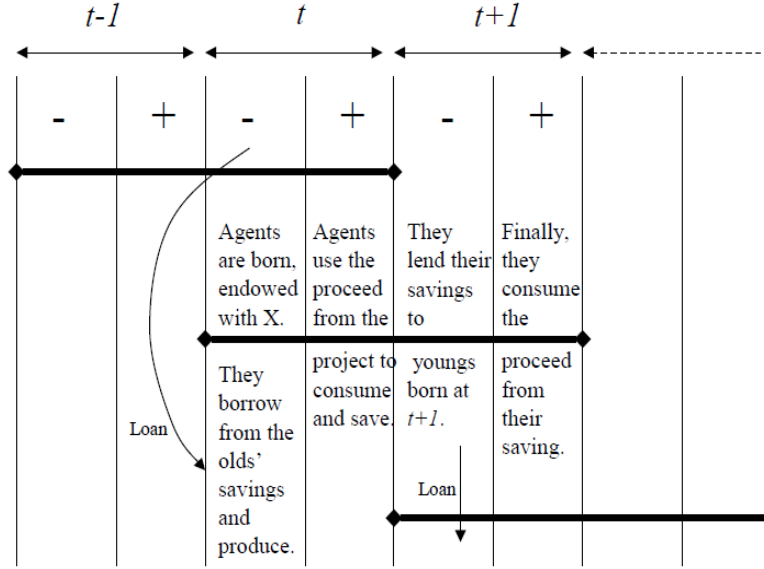 t-1
t
t+1
-
+
-
+
-
+
Agents
are born,
endowed
with X.
They
borrow
from the
olds'
savings
and
produce.
Agents
use the
proceed
from the
project to
consume
and save.
They
lend their
savings
to
youngs
born at
t+1.
Finally,
they
consume
the
proceed
from
their
saving.
Loan
Loan